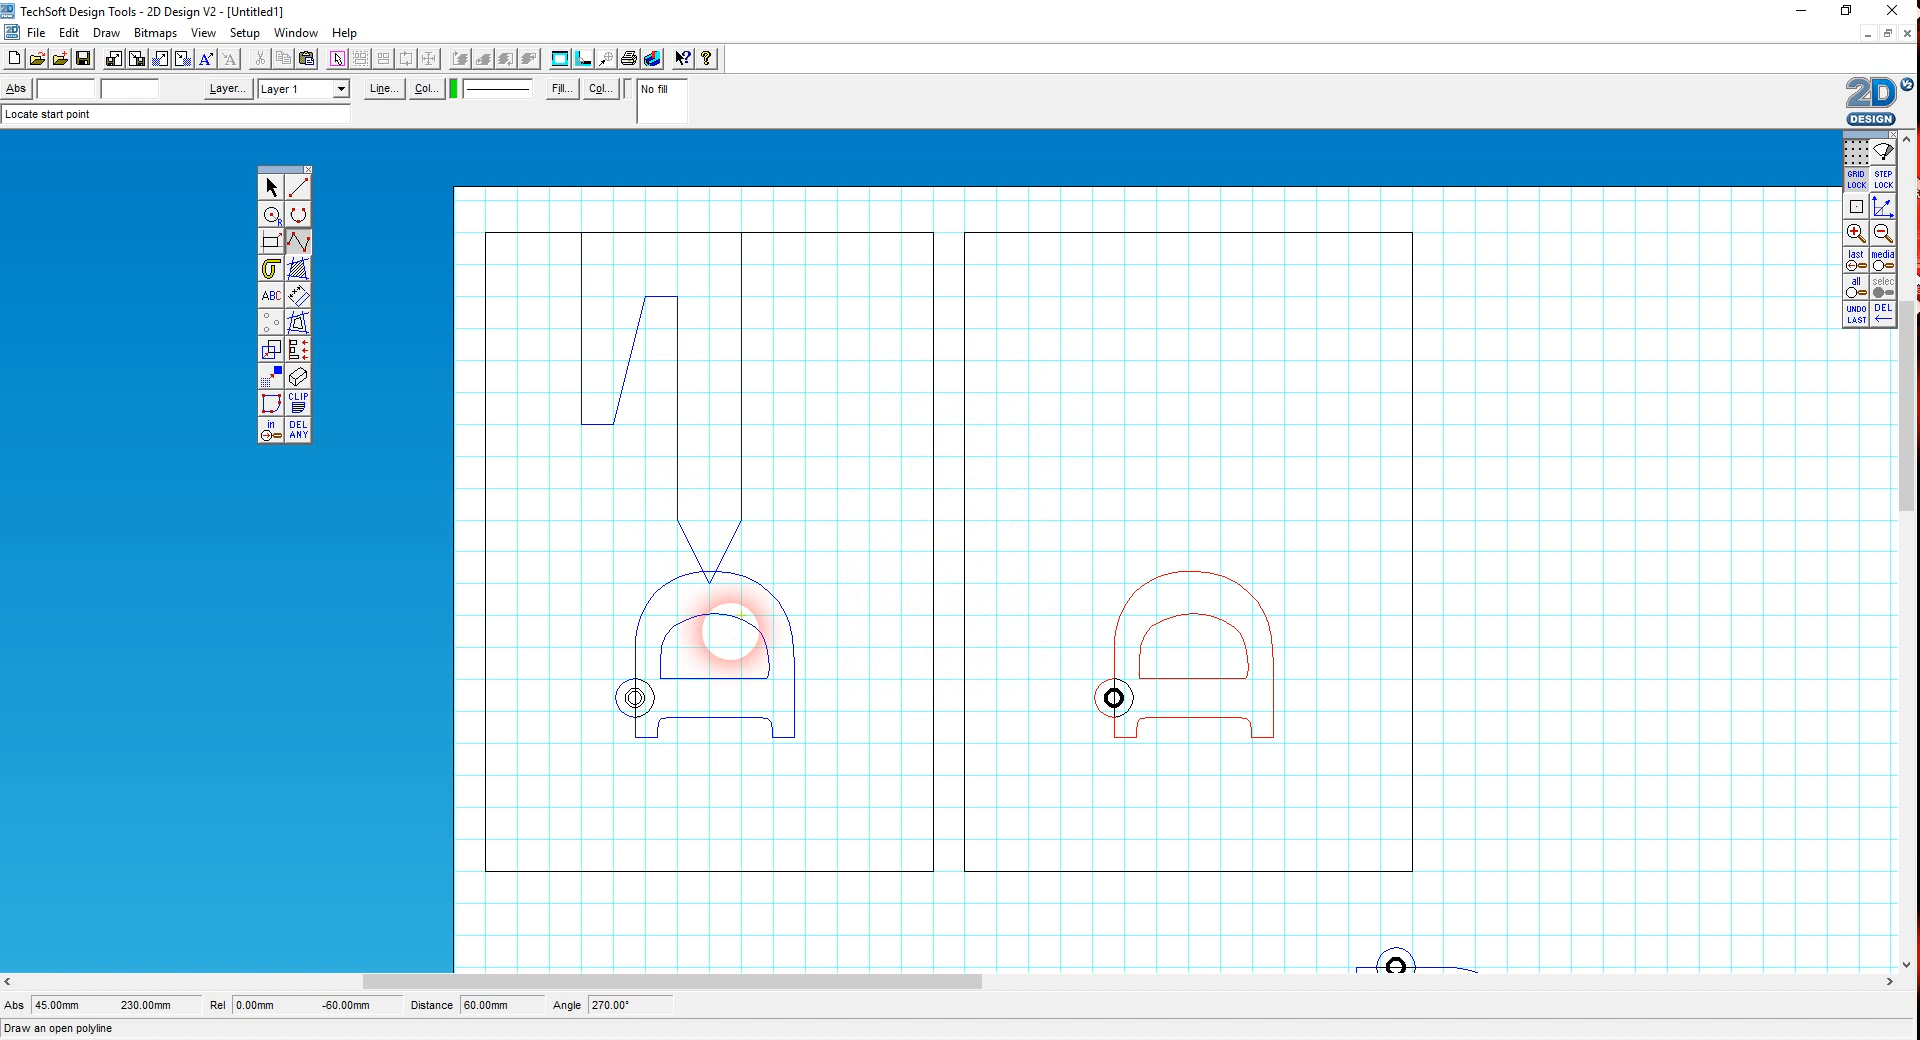 TechSoft Design Tools - 2D Design V2 - [Untitled1]
File Edit Draw Bitmaps View Setup Window Help
Abs Layer... Layer 1 Line... Col... Fill... Col... No fill
Locate start point
2D V2
DESIGN
GRID LOCK STEP LOCK
last media
all selec
UNDO LAST DEL
R
ABC
CLIP
in DEL ANY
Abs 45.00mm 230.00mm Rel 0.00mm -60.00mm Distance 60.00mm Angle 270.00°
Draw an open polyline